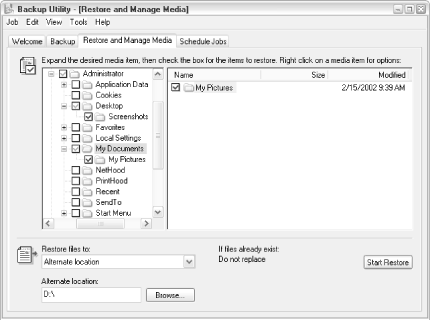 Backup Utility - [Restore and Manage Media]
Job Edit View Tools Help
Welcome Backup Restore and Manage Media Schedule Jobs
Expand the desired media item, then check the box for the items to restore. Right click on a media item for options:
Administrator
Application Data
Cookies
Desktop
Screenshots
Favorites
Local Settings
My Documents
My Pictures
NetHood
PrintHood
Recent
SendTo
Start Menu
Name Size Modified
My Pictures 2/15/2002 9:39 AM
Restore files to:
Alternate location
If files already exist:
Do not replace
Start Restore
Alternate location:
D:\
Browse...